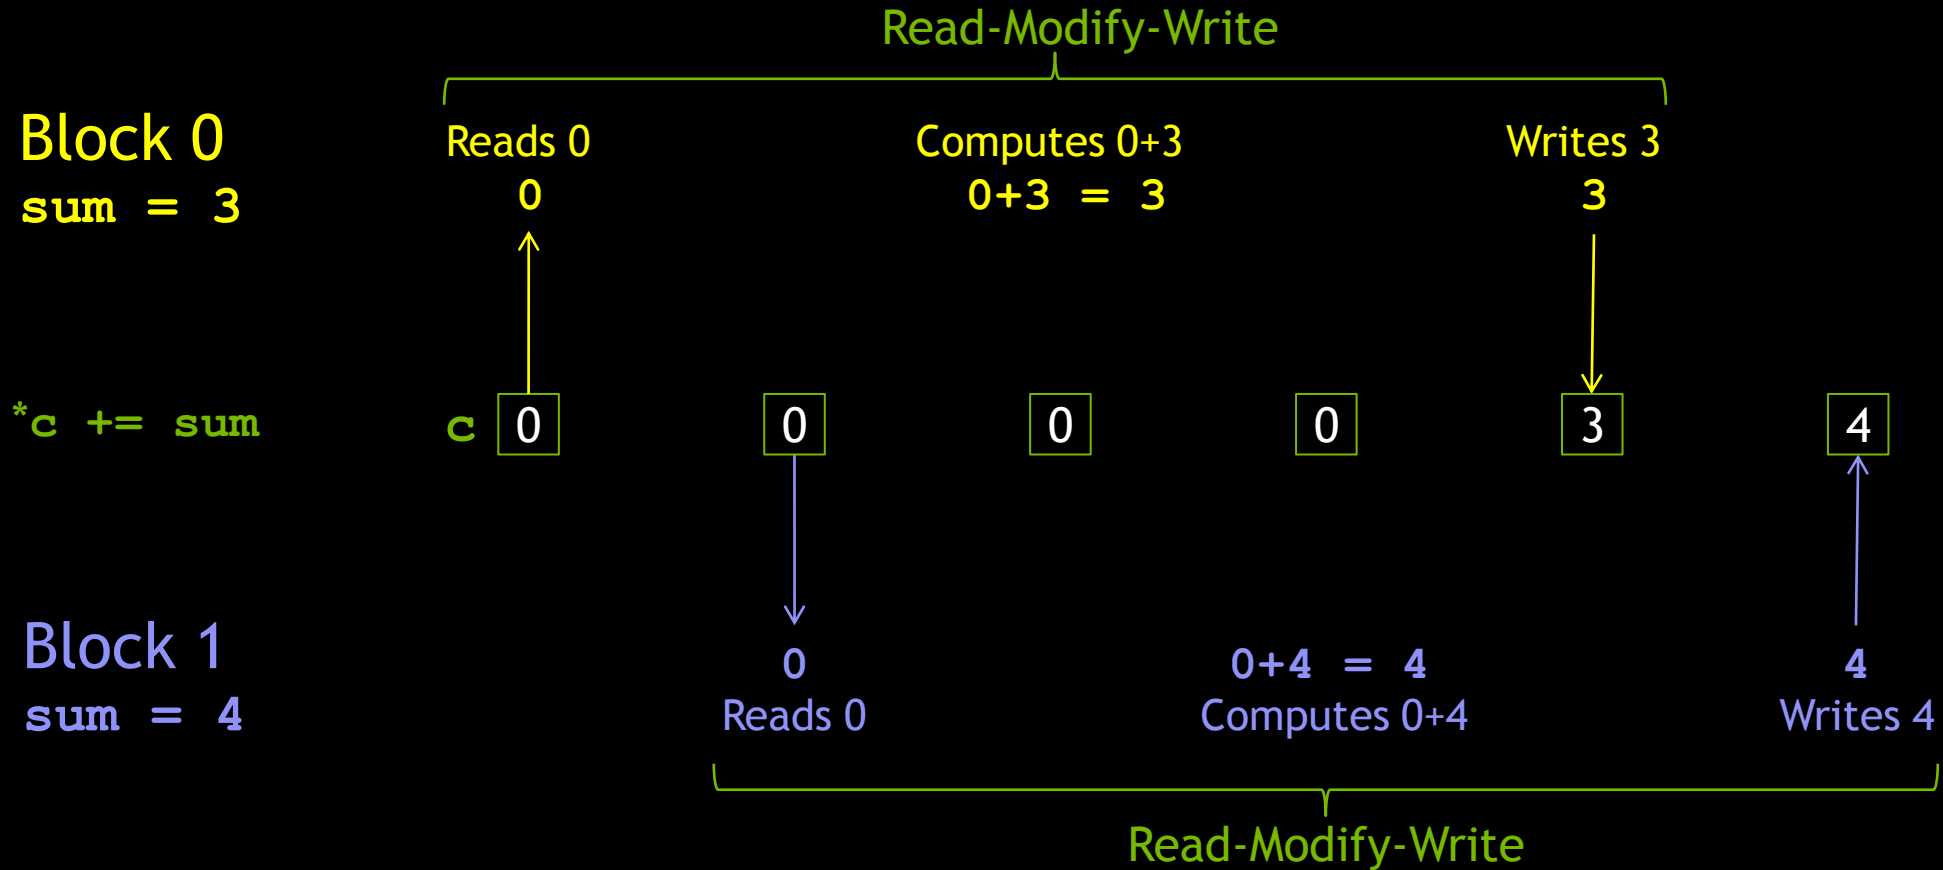 Read-Modify-Write
Block 0
sum = 3
Reads 0
0
Computes 0+3
0+3 = 3
Writes 3
3
*c += sum
c 0 0 0 0 3 4
Block 1
sum = 4
0
Reads 0
0+4 = 4
Computes 0+4
4
Writes 4
Read-Modify-Write